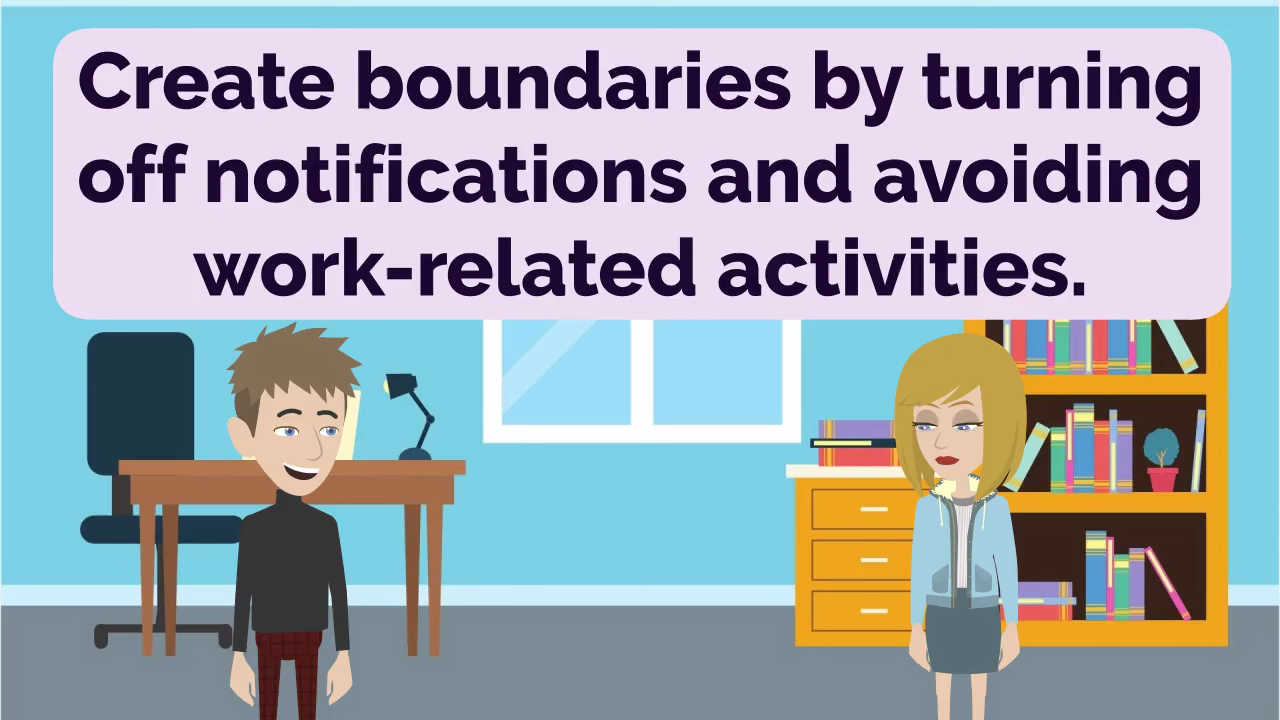 Create boundaries by turning
off notifications and avoiding
work-related activities.